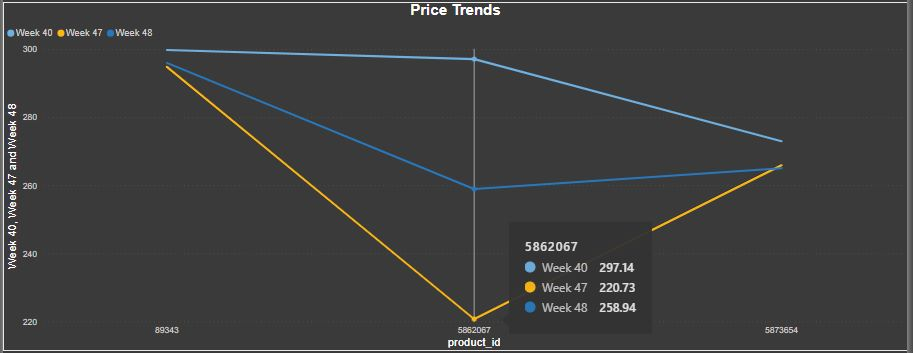 Price Trends
Week 40 Week 47 Week 48
Week 40, Week 47 and Week 48
300
280
260
240
220
5862067
Week 40 297.14
Week 47 220.73
Week 48 258.94
89343 5862067 5873654
product_id